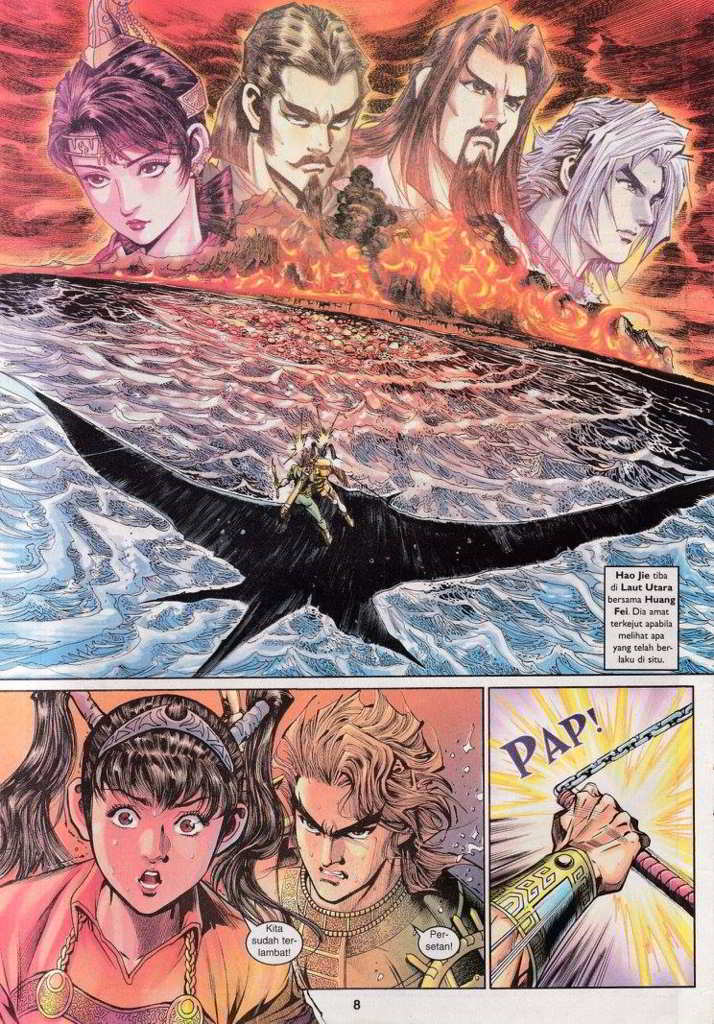 Hao Jie tiba
di Laut Utara
bersama Huang
Fei. Dia amat
terkejut apabila
melihat apa
yang telah ber-
laku di situ.
Kita
sudah ter-
lambat!
Per-
setan!
PAP!
8